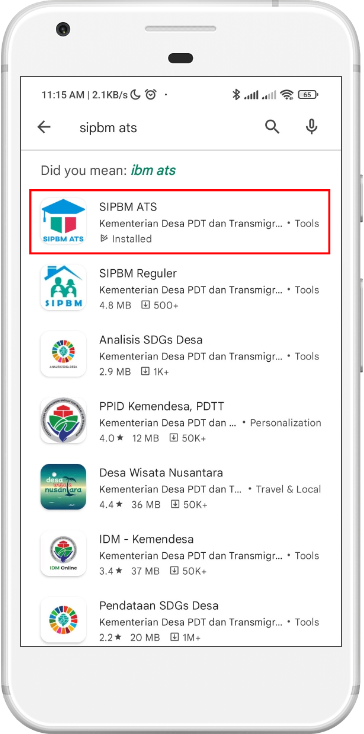 11:15 AM | 2.1KB/s
65
sipbm ats
Did you mean: ibm ats
SIPBM ATS
SIPBM ATS
Kementerian Desa PDT dan Transmigr... • Tools
Installed
SIPBM
SIPBM Reguler
Kementerian Desa PDT dan Transmigr... • Tools
4.8 MB 500+
Analisis SDGs Desa
Kementerian Desa PDT dan Transmigr... • Tools
2.9 MB 1K+
PPID Kemendesa, PDTT
Kementerian Desa PDT dan ... • Personalization
4.0★ 12 MB 50K+
desa
nusantara
Desa Wisata Nusantara
Kementerian Desa PDT dan T... • Travel & Local
4.4★ 36 MB 50K+
IDM Online
IDM - Kemendesa
Kementerian Desa PDT dan Transmigr... • Tools
3.4★ 37 MB 50K+
Pendataan SDGs Desa
Kementerian Desa PDT dan Transmigr... • Tools
2.2★ 20 MB 1M+